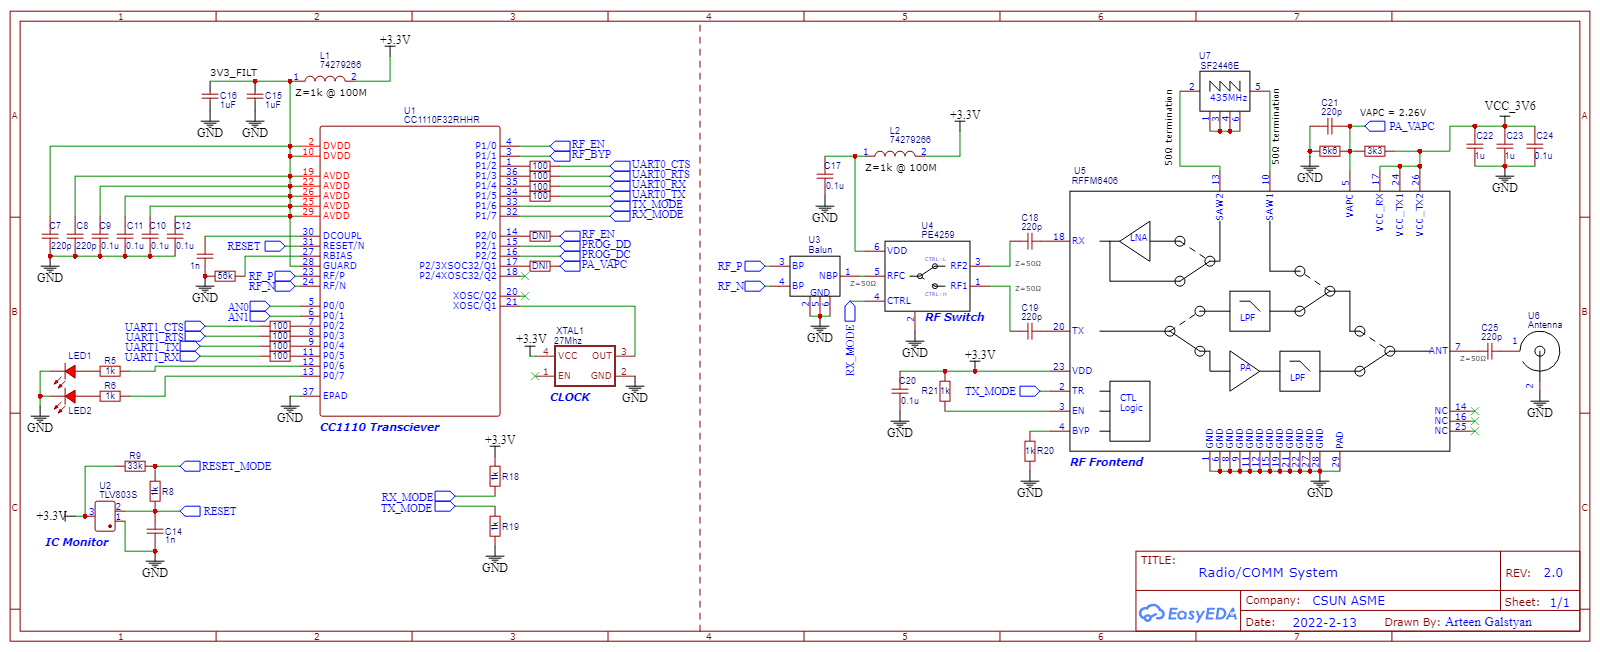 1 2 3 4 5 6 7
A
B
C
+3.3V
L1
74279266
3V3_FILT
1 2
Z=1k @ 100M
C16
1uF
C15
1uF
GND GND
U1
CC1110F32RHHR
2 DVDD
10 DVDD
19 AVDD
22 AVDD
26 AVDD
25 AVDD
29 AVDD
30 DCOUPL
31 RESET/N
27 RBIAS
28 GUARD
23 RF/P
24 RF/N
5 P0/0
6 P0/1
7 P0/2
8 P0/3
9 P0/4
11 P0/5
12 P0/6
13 P0/7
37 EPAD
P1/0 4
P1/1 3
P1/2 1
P1/3 36
P1/4 35
P1/5 34
P1/6 33
P1/7 32
P2/0 14
P2/1 15
P2/2 16
P2/3XSOC32/Q1 17
P2/4XOSC32/Q2 18
XOSC/Q2 20
XOSC/Q1 21
RF_EN
RF_BYP
100 UART0_CTS
100 UART0_RTS
100 UART0_RX
100 UART0_TX
TX_MODE
RX_MODE
DNI RF_EN
PROG_DD
PROG_DC
DNI PA_VAPC
C7
220p
C8
220p
C9
0.1u
C11
0.1u
C10
0.1u
C12
0.1u
GND
RESET
1n
56k
GND
RF_P
RF_N
AN0
AN1
UART1_CTS 100
UART1_RTS 100
UART1_TX 100
UART1_RX 100
LED1
R5
1k
R6
1k
LED2
GND
GND
CC1110 Transciever
+3.3V
XTAL1
27Mhz
4 VCC OUT 3
1 EN GND 2
CLOCK
GND
R9
33k
RESET_MODE
U2
TLV803S
1k
R8
+3.3V
3 2 1
RESET
C14
1n
IC Monitor
GND
+3.3V
1k
R18
RX_MODE
TX_MODE
1k
R19
GND
+3.3V
L2
74279266
1 2
Z=1k @ 100M
C17
0.1u
GND
U3
Balun
RF_P 3 BP
RF_N 4 BP
NBP 1
GND
2 5 6
GND
Z=50Ω
U4
PE4259
6 VDD
5 RFC
4 CTRL
RF2 3
RF1 1
CTRL-L
CTRL-H
2
RF Switch
GND
RX_MODE
C18
220p
Z=50Ω
Z=50Ω
C19
220p
+3.3V
C20
0.1u
R21
1k
GND
TX_MODE
1k
R20
GND
U5
RFFM6406
18 RX
20 TX
23 VDD
2 TR
3 EN
4 BYP
LNA
LPF
PA
LPF
CTL
Logic
RF Frontend
U7
SF2446E
2 5
435MHz
1 3 4 6
50Ω termination
50Ω termination
13 SAW2
10 SAW1
5 VAPC
17 VCC_RX
24 VCC_TX1
26 VCC_TX2
C21
220p
VAPC = 2.26V
PA_VAPC
5k6
3k3
GND
VCC_3V6
C22
1u
C23
1u
C24
0.1u
GND
ANT 7
Z=50Ω
C25
220p
U6
Antenna
1
2
GND
NC 14
NC 16
NC 25
GND GND GND GND GND GND GND GND GND GND GND GND PAD
1 6 8 9 11 12 15 19 21 22 27 28 29
GND
TITLE:
Radio/COMM System
REV: 2.0
EasyEDA
Company: CSUN ASME
Sheet: 1/1
Date: 2022-2-13
Drawn By: Arteen Galstyan
A
B
C
1 2 3 4 5 6 7